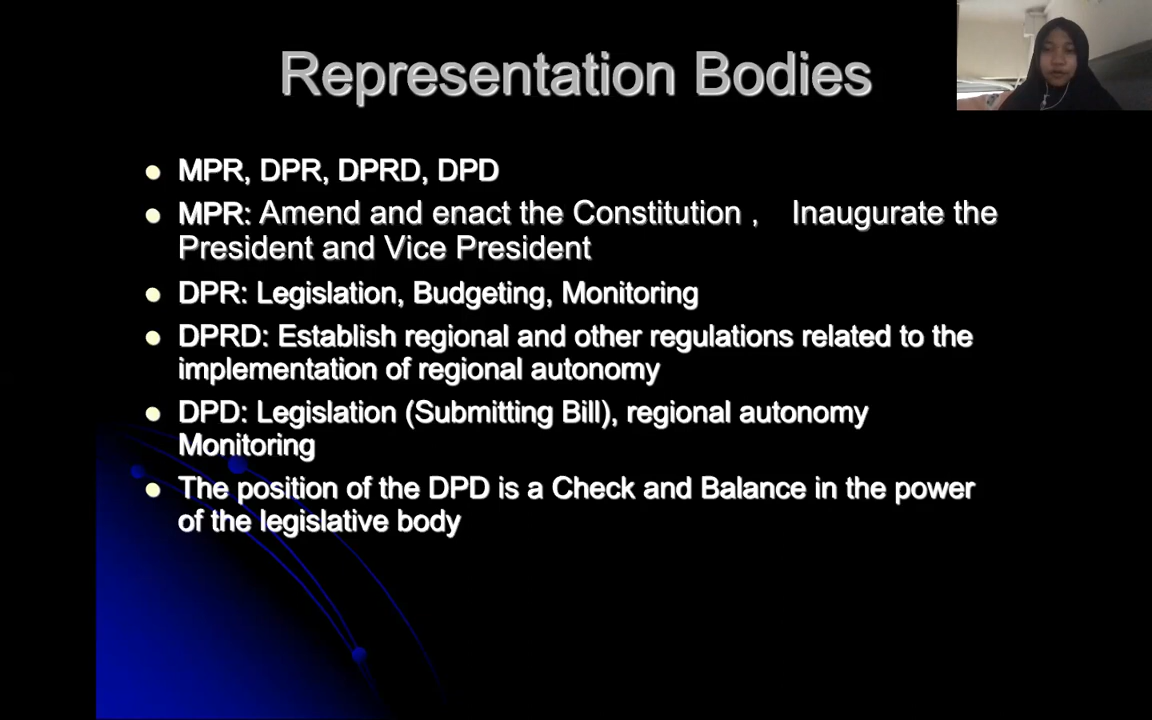 Representation Bodies
MPR, DPR, DPRD, DPD
MPR: Amend and enact the Constitution , Inaugurate the
President and Vice President
DPR: Legislation, Budgeting, Monitoring
DPRD: Establish regional and other regulations related to the
implementation of regional autonomy
DPD: Legislation (Submitting Bill), regional autonomy
Monitoring
The position of the DPD is a Check and Balance in the power
of the legislative body